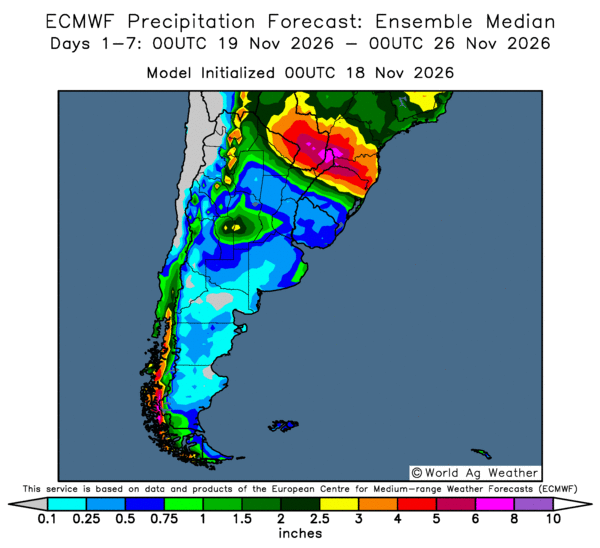 ECMWF Precipitation Forecast: Ensemble Median
Days 1-7: 00UTC 19 Nov 2026 - 00UTC 26 Nov 2026
Model Initialized 00UTC 18 Nov 2026
© World Ag Weather
This service is based on data and products of the European Centre for Medium-range Weather Forecasts (ECMWF)
0.1 0.25 0.5 0.75 1 1.5 2 2.5 3 4 5 6 8 10
inches